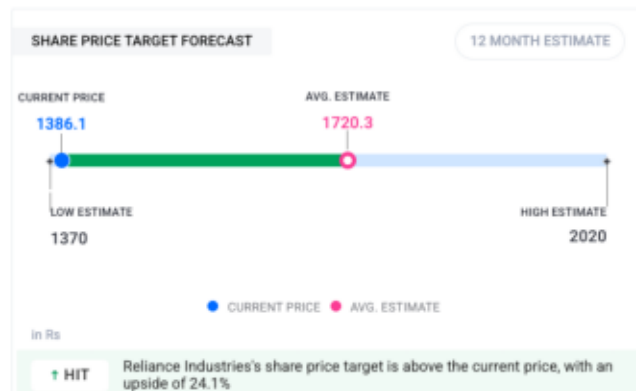 SHARE PRICE TARGET FORECAST
12 MONTH ESTIMATE
CURRENT PRICE
AVG. ESTIMATE
1386.1
1720.3
LOW ESTIMATE
HIGH ESTIMATE
1370
2020
CURRENT PRICE
AVG. ESTIMATE
in Rs
↑ HIT
Reliance Industries's share price target is above the current price, with an
upside of 24.1%